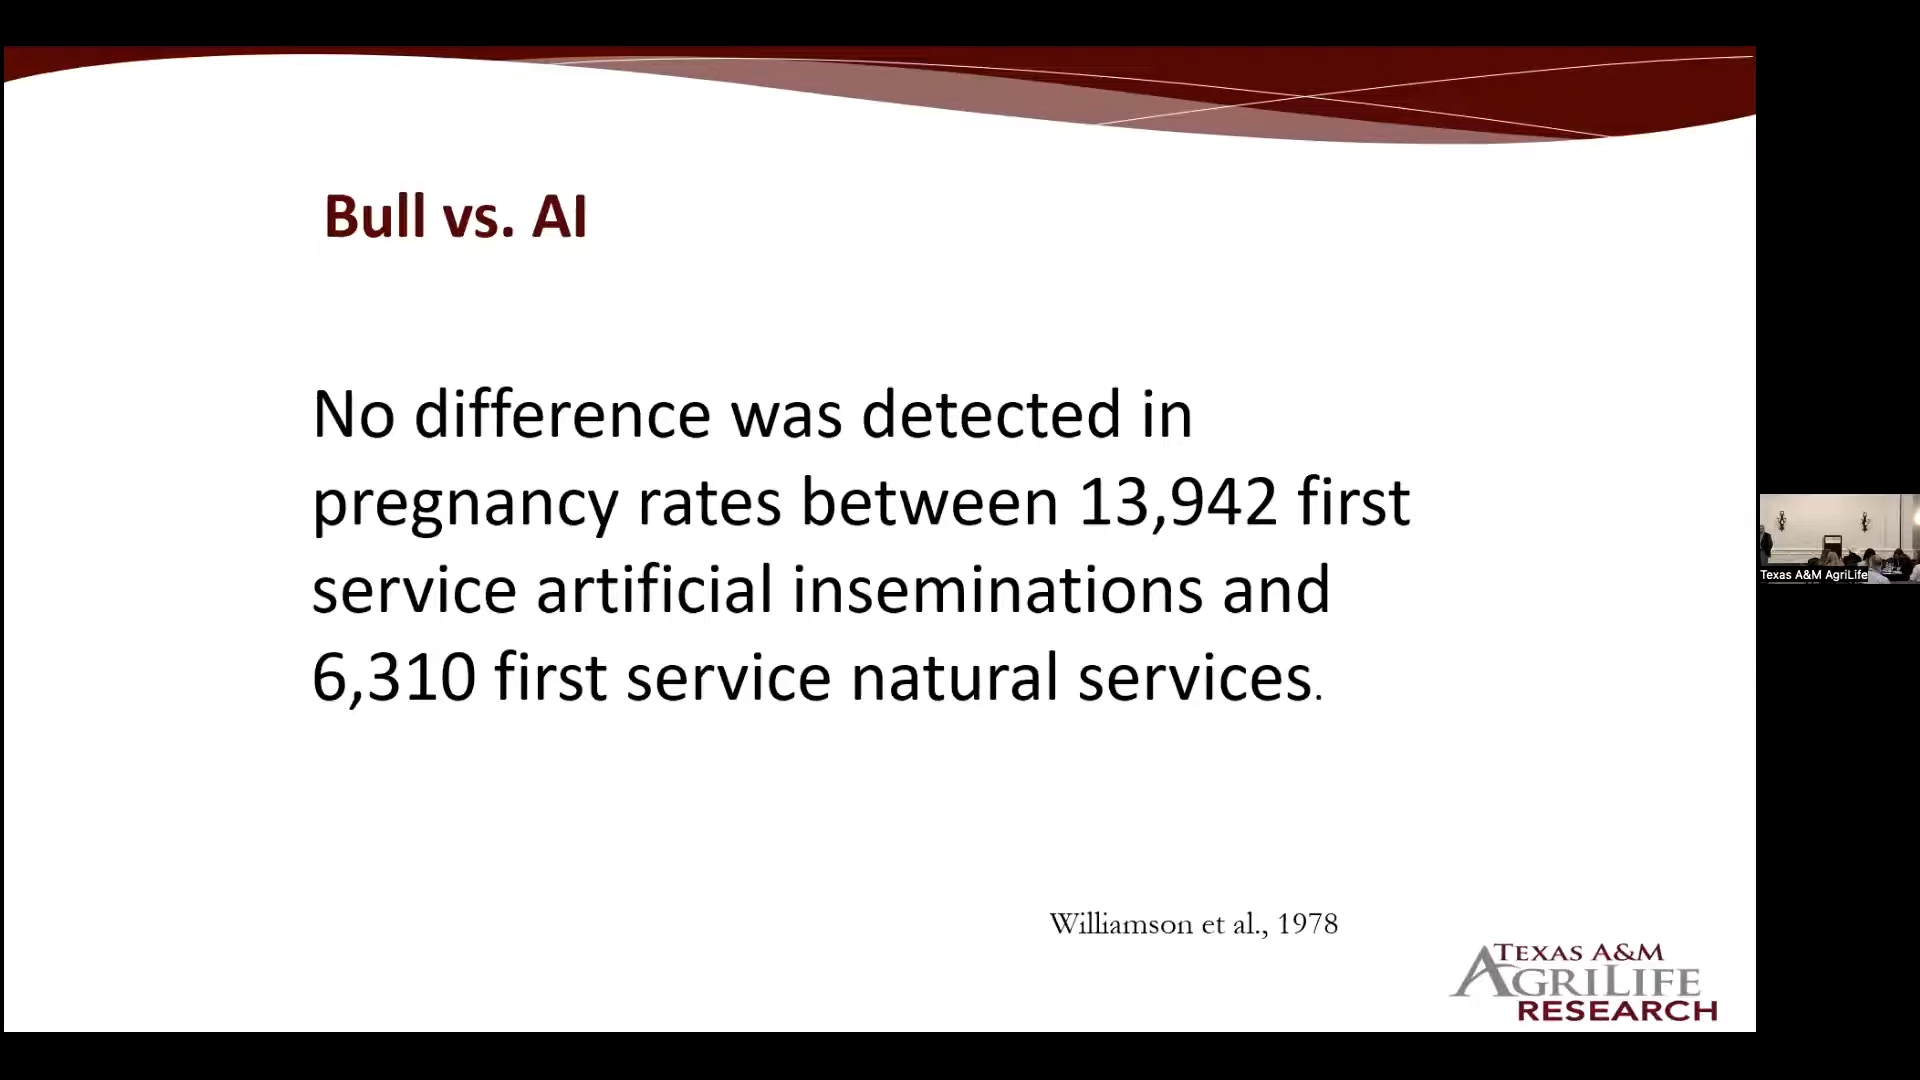 Bull vs. AI
No difference was detected in
pregnancy rates between 13,942 first
service artificial inseminations and
6,310 first service natural services.
Williamson et al., 1978
TEXAS A&M
AGRILIFE
RESEARCH
Texas A&M AgriLife